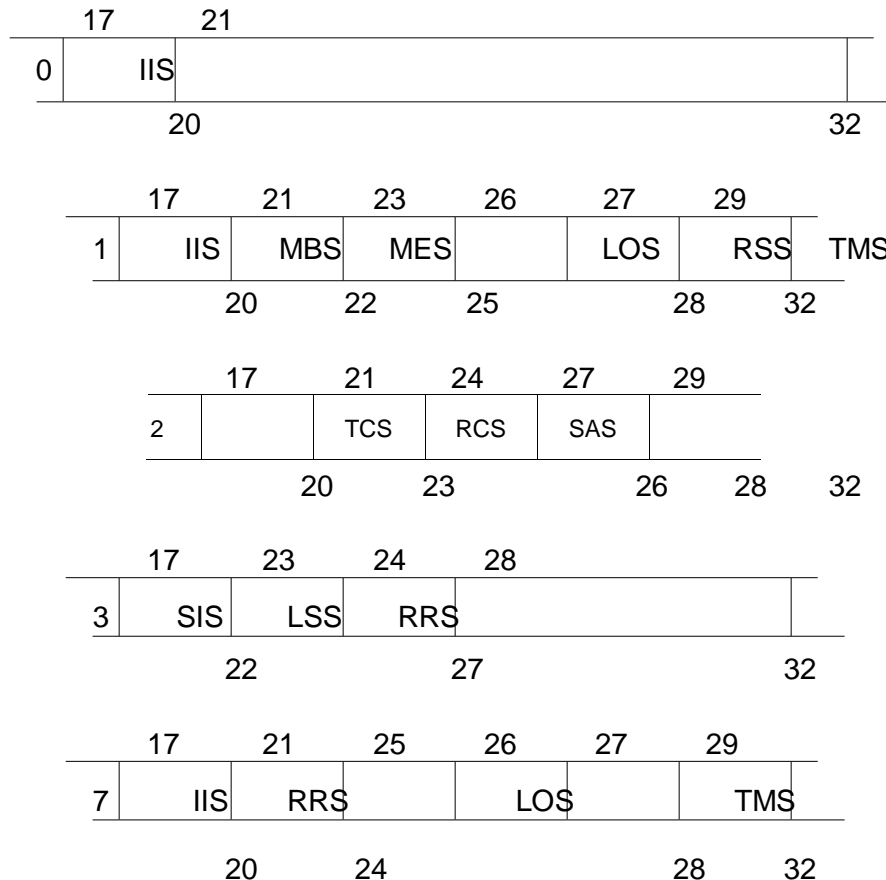 17 21
0 IIS
20 32
17 21 23 26 27 29
1 IIS MBS MES LOS RSS TMS
20 22 25 28 32
17 21 24 27 29
2 TCS RCS SAS
20 23 26 28 32
17 23 24 28
3 SIS LSS RRS
22 27 32
17 21 25 26 27 29
7 IIS RRS LOS TMS
20 24 28 32